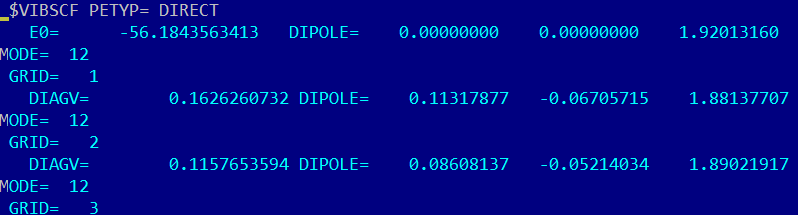 $VIBSCF PETYP= DIRECT
E0= -56.1843563413 DIPOLE= 0.00000000 0.00000000 1.92013160
MODE= 12
GRID= 1
DIAGV= 0.1626260732 DIPOLE= 0.11317877 -0.06705715 1.88137707
MODE= 12
GRID= 2
DIAGV= 0.1157653594 DIPOLE= 0.08608137 -0.05214034 1.89021917
MODE= 12
GRID= 3